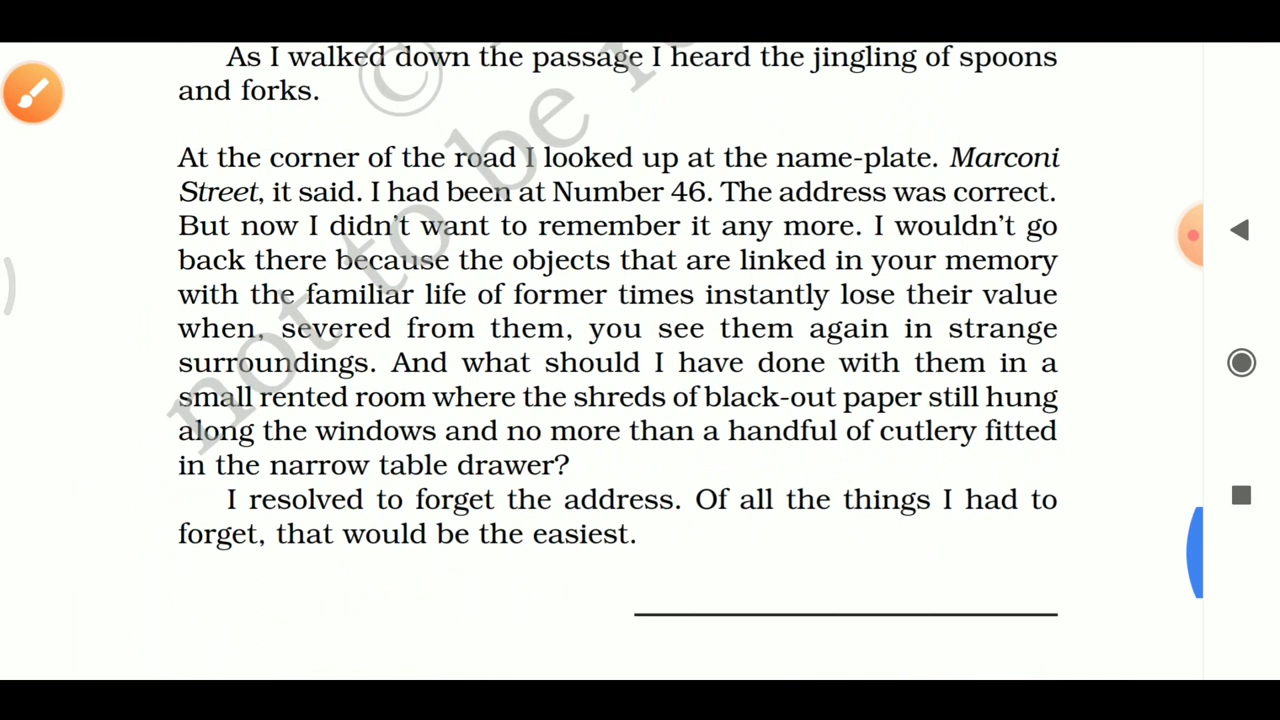 As I walked down the passage I heard the jingling of spoons
and forks.
At the corner of the road I looked up at the name-plate. Marconi
Street, it said. I had been at Number 46. The address was correct.
But now I didn't want to remember it any more. I wouldn't go
back there because the objects that are linked in your memory
with the familiar life of former times instantly lose their value
when, severed from them, you see them again in strange
surroundings. And what should I have done with them in a
small rented room where the shreds of black-out paper still hung
along the windows and no more than a handful of cutlery fitted
in the narrow table drawer?
I resolved to forget the address. Of all the things I had to
forget, that would be the easiest.
©
not to be